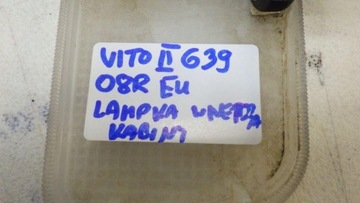 VITO II 639
08R EU
LAMPKA WNĘTRZA
KABINY